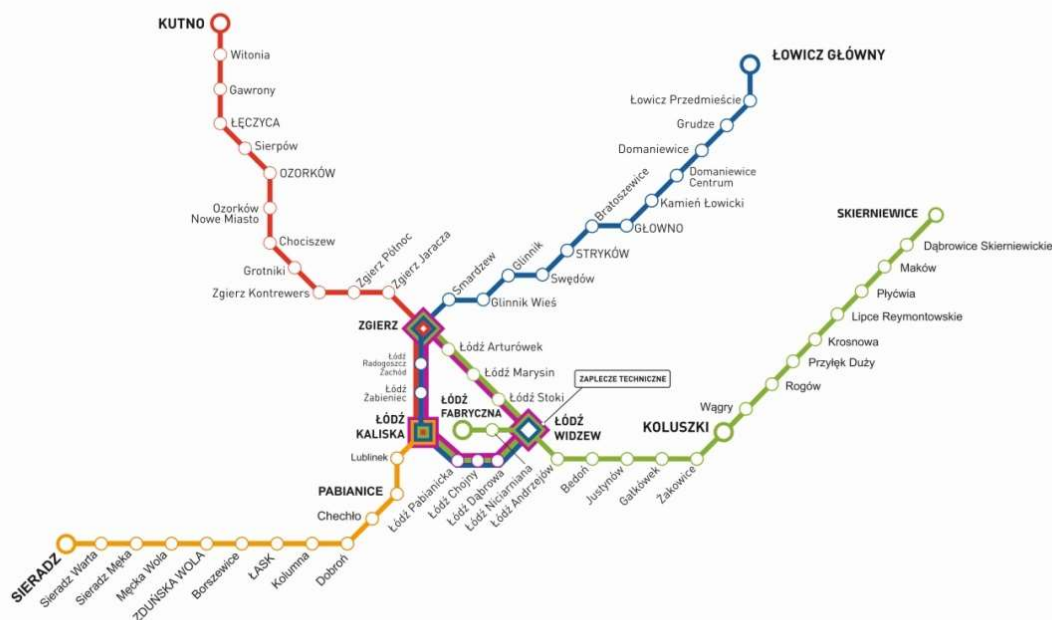 KUTNO
Witonia
Gawrony
ŁĘCZYCA
Sierpów
OZORKÓW
Ozorków
Nowe Miasto
Chociszew
Grotniki
Zgierz Kontrewers
Zgierz Północ
Zgierz Jaracza
ZGIERZ
ŁOWICZ GŁÓWNY
Łowicz Przedmieście
Grudze
Domaniewice
Domaniewice
Centrum
Kamień Łowicki
GŁOWNO
Bratoszewice
STRYKÓW
Swędów
Glinnik
Glinnik Wieś
Smardzew
SKIERNIEWICE
Dąbrowice Skierniewickie
Maków
Płyćwia
Lipce Reymontowskie
Krosnowa
Przyłęk Duży
Rogów
Wągry
KOLUSZKI
Żakowice
Gałkówek
Justynów
Bedoń
Łódź Andrzejów
Łódź Niciarniana
Łódź Dąbrowa
Łódź Chojny
Łódź Pabianicka
Łódź Arturówek
Łódź Marysin
Łódź Stoki
ZAPLECZE TECHNICZNE
ŁÓDŹ
WIDZEW
ŁÓDŹ
FABRYCZNA
Łódź
Radogoszcz
Zachód
Łódź
Żabieniec
ŁÓDŹ
KALISKA
Lublinek
PABIANICE
Chechło
Dobroń
Kolumna
ŁASK
Borszewice
ZDUŃSKA WOLA
Męcka Wola
Sieradz Męka
Sieradz Warta
SIERADZ